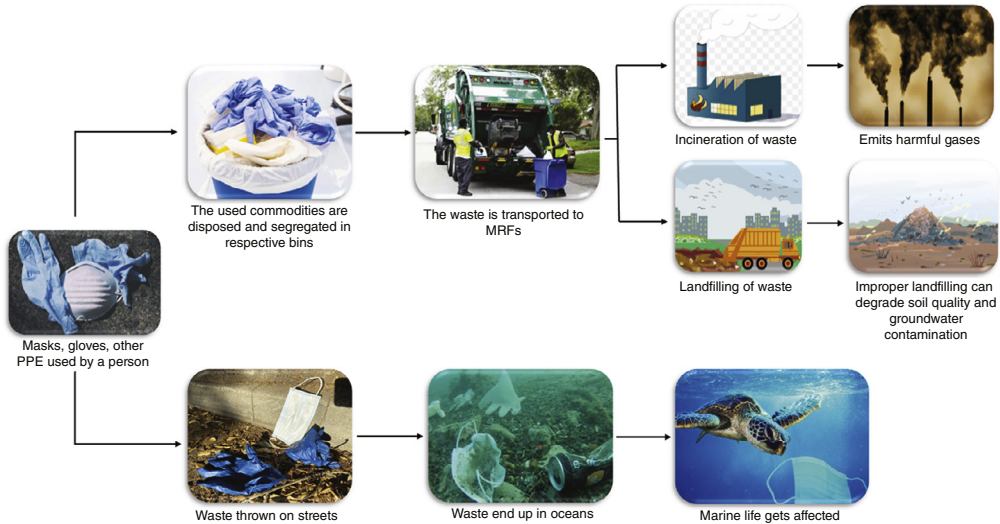 The used commodities are
disposed and segregated in
respective bins
The waste is transported to
MRFs
Incineration of waste
Emits harmful gases
Landfilling of waste
Improper landfilling can
degrade soil quality and
groundwater
contamination
Masks, gloves, other
PPE used by a person
Waste thrown on streets
Waste end up in oceans
Marine life gets affected